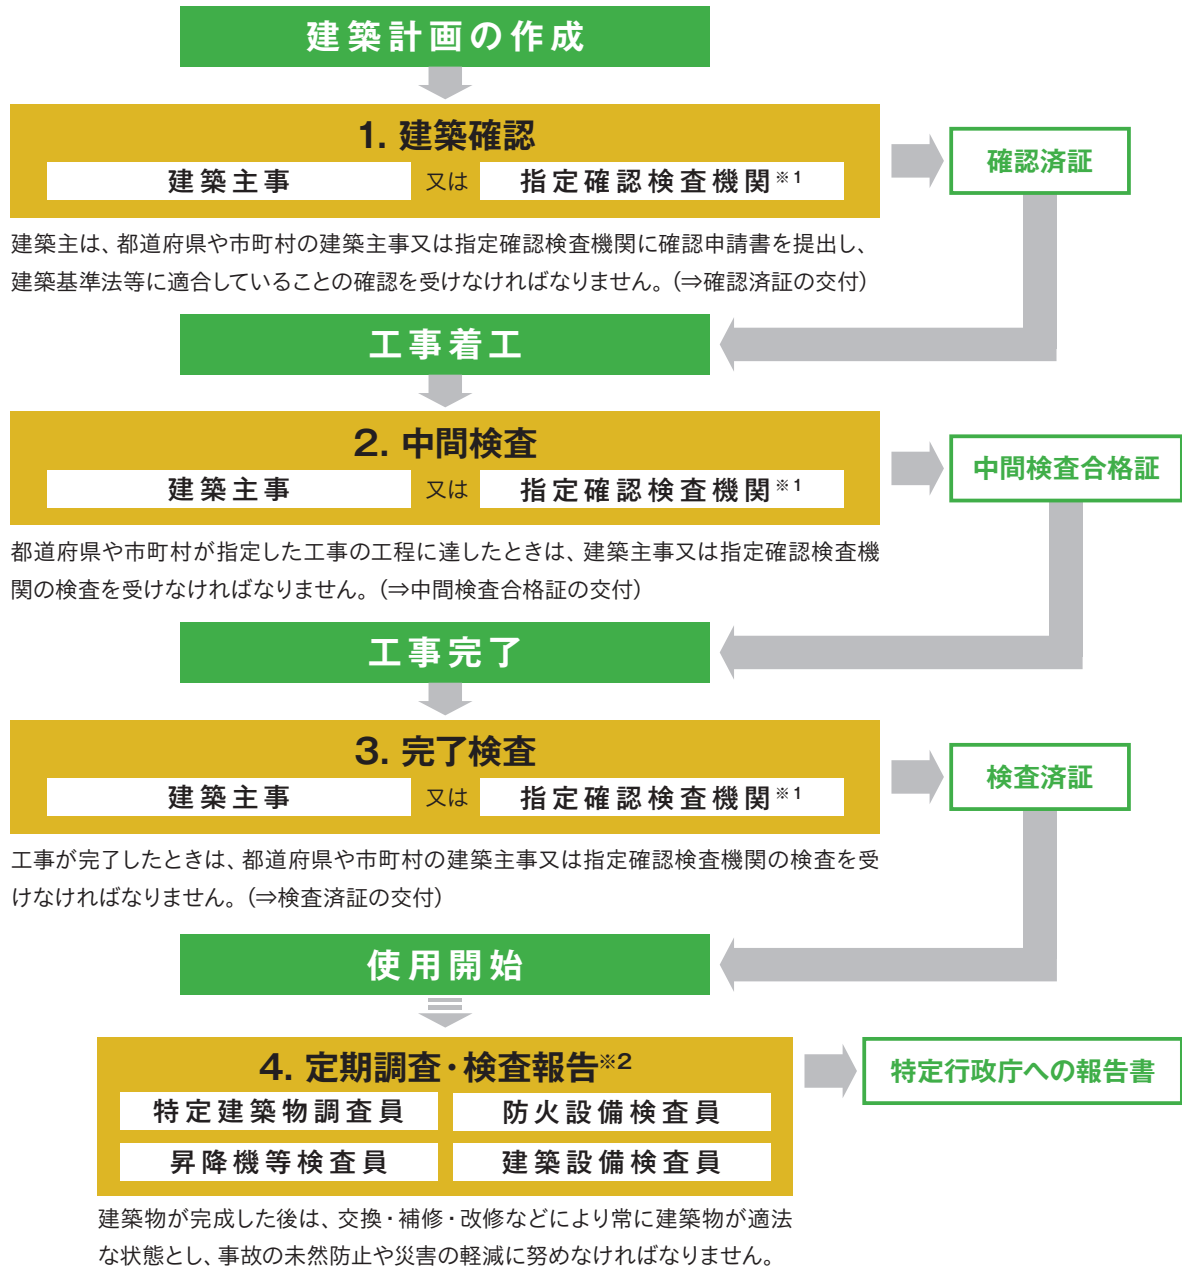 建築計画の作成
1. 建築確認
確認済証
建築主事 又は 指定確認検査機関※1
建築主は、都道府県や市町村の建築主事又は指定確認検査機関に確認申請書を提出し、
建築基準法等に適合していることの確認を受けなければなりません。（⇒確認済証の交付）
工事着工
2. 中間検査
中間検査合格証
建築主事 又は 指定確認検査機関※1
都道府県や市町村が指定した工事の工程に達したときは、建築主事又は指定確認検査機
関の検査を受けなければなりません。（⇒中間検査合格証の交付）
工事完了
3. 完了検査
検査済証
建築主事 又は 指定確認検査機関※1
工事が完了したときは、都道府県や市町村の建築主事又は指定確認検査機関の検査を受
けなければなりません。（⇒検査済証の交付）
使用開始
4. 定期調査・検査報告※2
特定行政庁への報告書
特定建築物調査員 防火設備検査員
昇降機等検査員 建築設備検査員
建築物が完成した後は、交換・補修・改修などにより常に建築物が適法
な状態とし、事故の未然防止や災害の軽減に努めなければなりません。